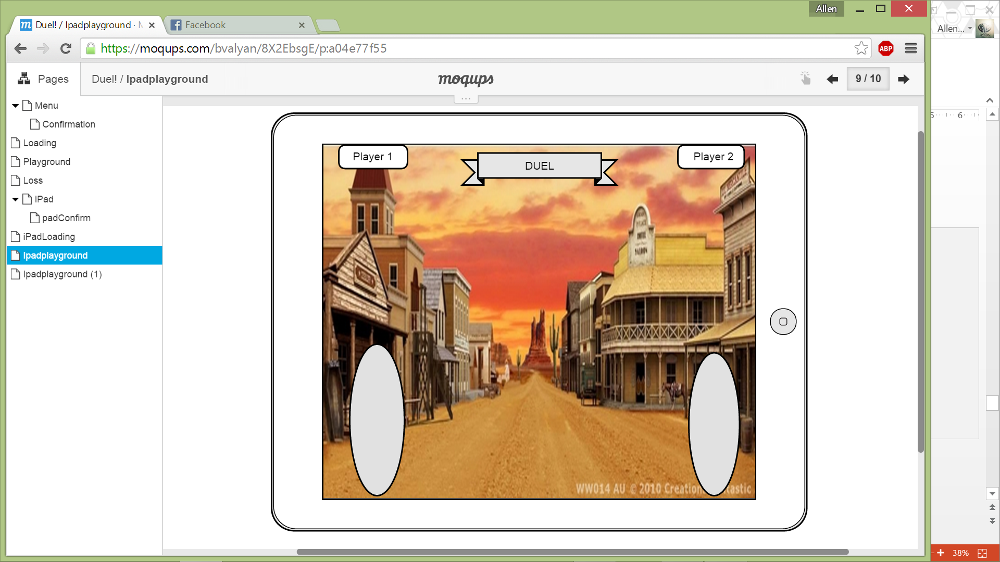 Allen
Duel! / Ipadplayground · M
Facebook
https://moqups.com/bvalyan/8X2EbsgE/p:a04e77f55
ABP
Allen...
Pages
Duel! / Ipadplayground
moqups
9 / 10
...
5
6
Menu
Confirmation
Loading
Playground
Loss
iPad
padConfirm
iPadLoading
Ipadplayground
Ipadplayground (1)
Player 1
DUEL
Player 2
SALOON
WW014 AU © 2010 Creation
tastic
38%